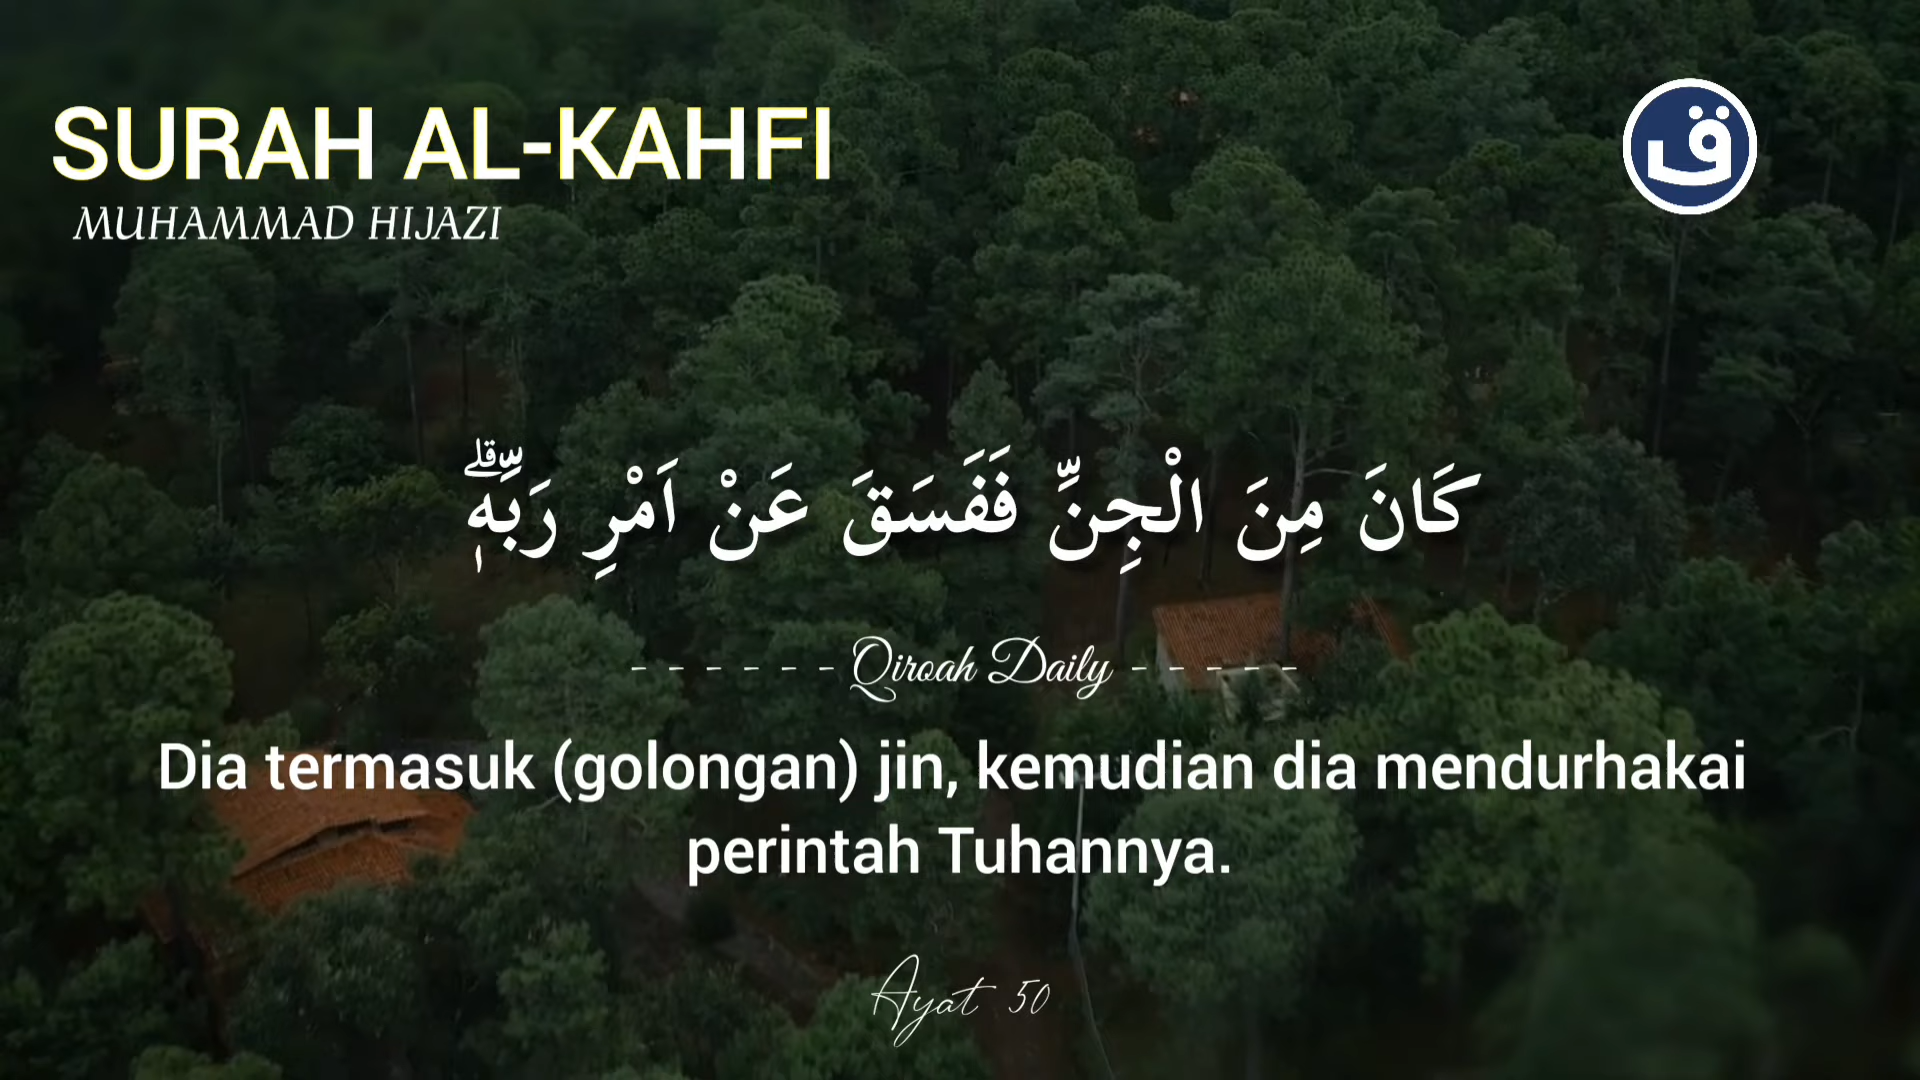 SURAH AL-KAHFI
MUHAMMAD HIJAZI
ق
كَانَ مِنَ الْجِنِّ فَفَسَقَ عَنْ اَمْرِ رَبِّهٖۗ
- - - - - - Qiroah Daily - - - - -
Dia termasuk (golongan) jin, kemudian dia mendurhakai
perintah Tuhannya.
Ayat 50